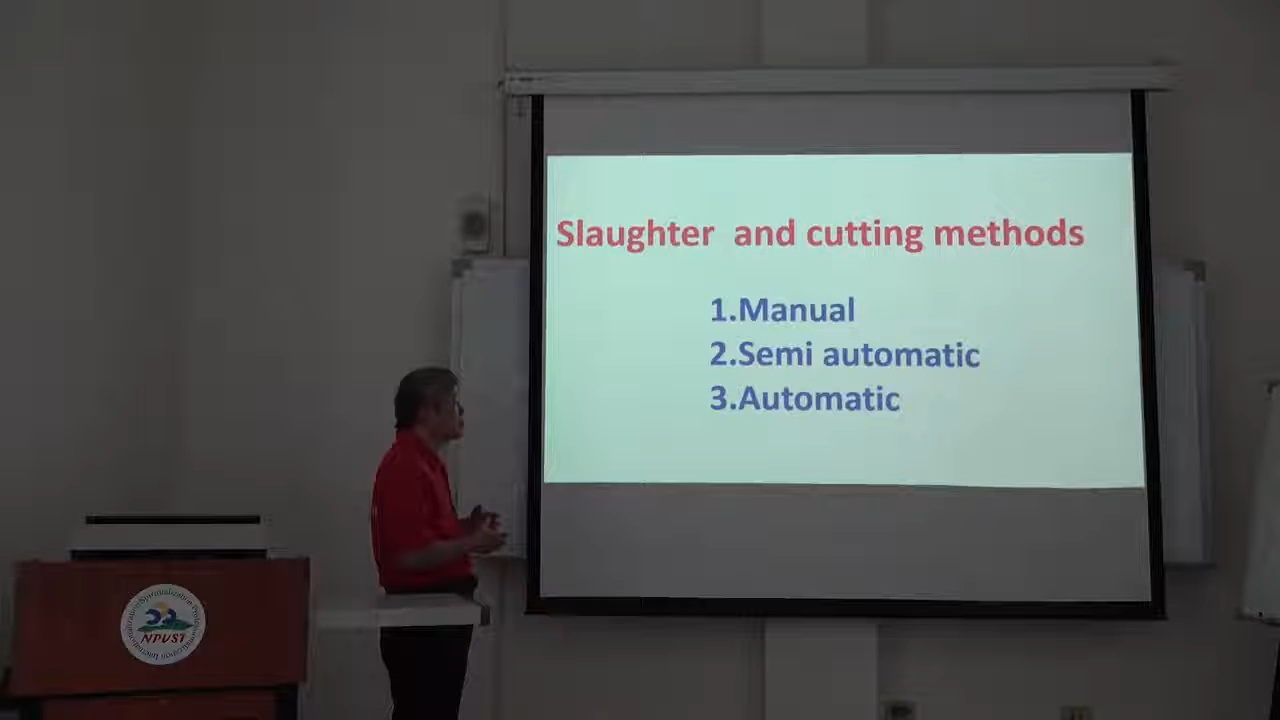 Slaughter and cutting methods
1.Manual
2.Semi automatic
3.Automatic
NPUST